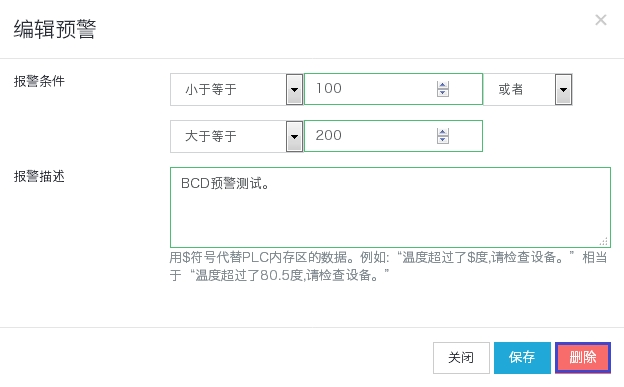 编辑预警
×
报警条件 小于等于 100 或者
大于等于 200
报警描述 BCD预警测试。
用$符号代替PLC内存区的数据。例如:“温度超过了$度,请检查设备。”相当
于“温度超过了80.5度,请检查设备。”
关闭 保存 删除